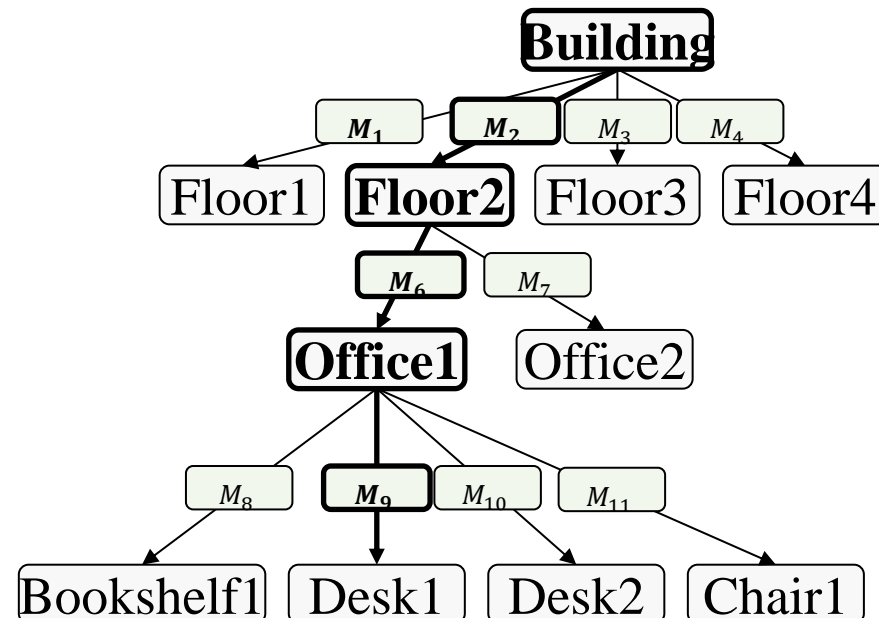 Building
M1 M2 M3 M4
Floor1 Floor2 Floor3 Floor4
M6 M7
Office1 Office2
M8 M9 M10 M11
Bookshelf1 Desk1 Desk2 Chair1